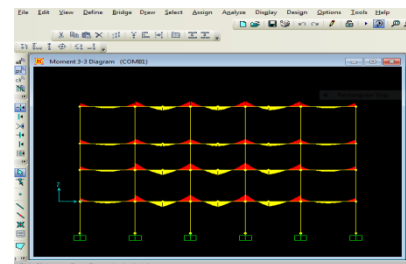 File Edit View Define Bridge Draw Select Assign Analyze Display Design Options Tools Help
Moment 3-3 Diagram (COMB1)
Z